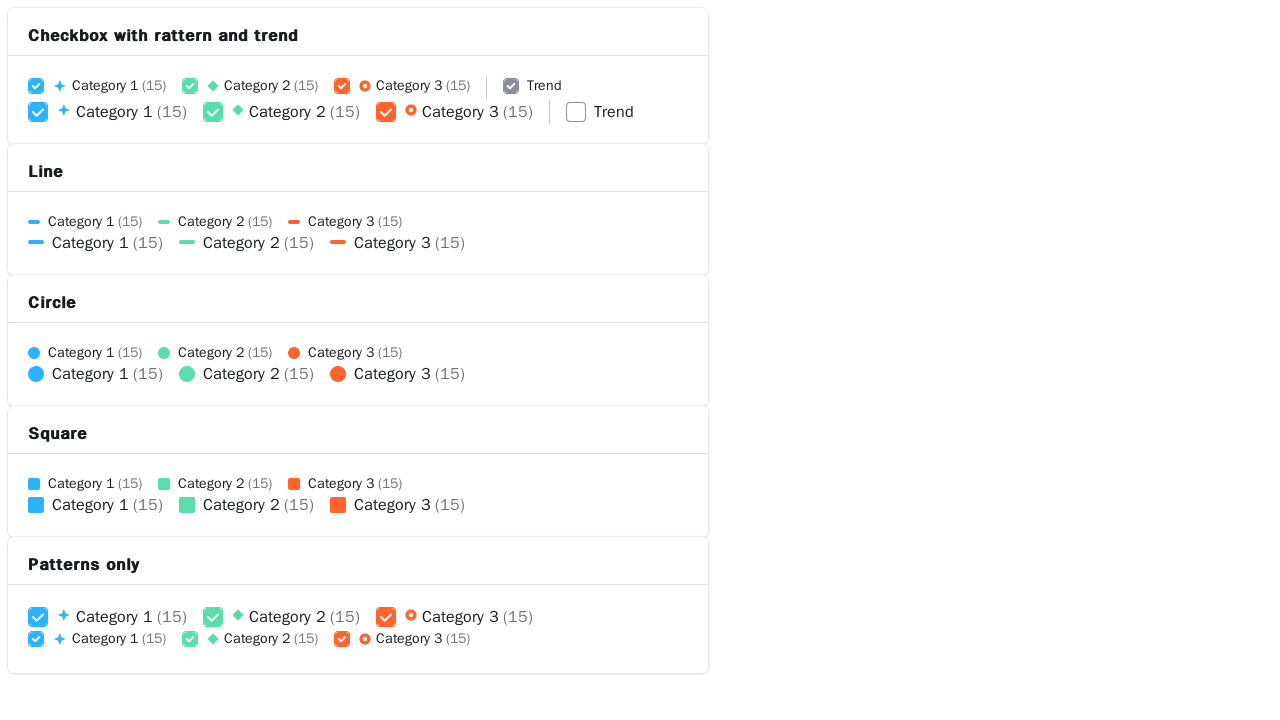 Checkbox with rattern and trend
Category 1 (15) Category 2 (15) Category 3 (15) Trend
Category 1 (15) Category 2 (15) Category 3 (15) Trend
Line
Category 1 (15) Category 2 (15) Category 3 (15)
Category 1 (15) Category 2 (15) Category 3 (15)
Circle
Category 1 (15) Category 2 (15) Category 3 (15)
Category 1 (15) Category 2 (15) Category 3 (15)
Square
Category 1 (15) Category 2 (15) Category 3 (15)
Category 1 (15) Category 2 (15) Category 3 (15)
Patterns only
Category 1 (15) Category 2 (15) Category 3 (15)
Category 1 (15) Category 2 (15) Category 3 (15)